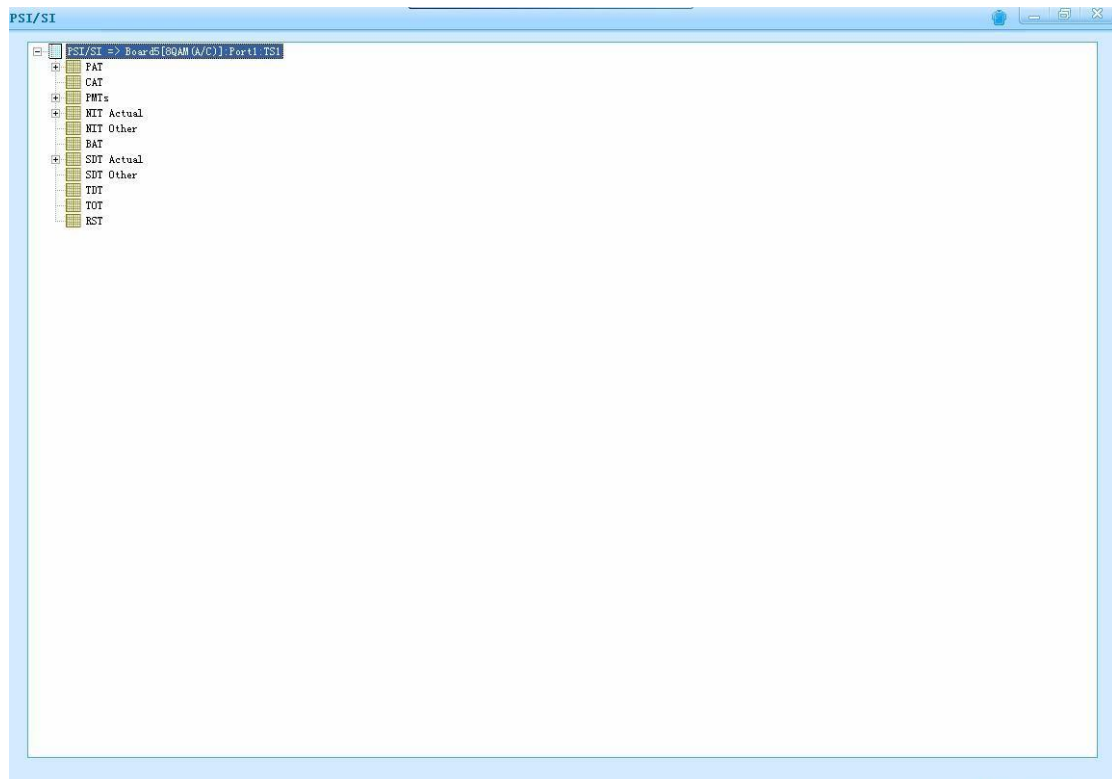 PSI/SI
PSI/SI => Board5[8QAM(A/C)]:Port1:TS1
PAT
CAT
PMTs
NIT Actual
NIT Other
BAT
SDT Actual
SDT Other
TDT
TOT
RST